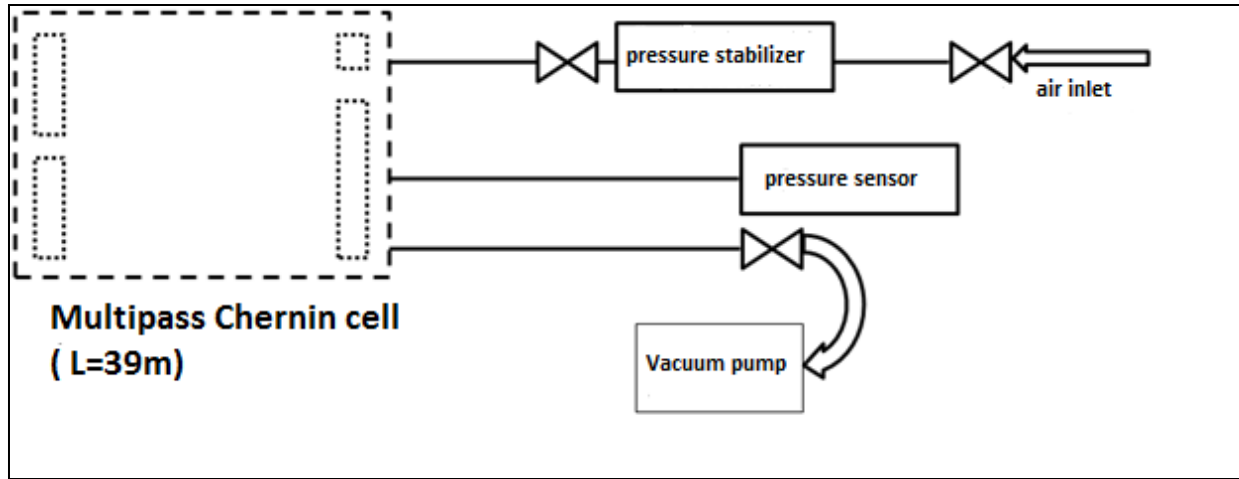 pressure stabilizer
air inlet
pressure sensor
Multipass Chernin cell
( L=39m)
Vacuum pump